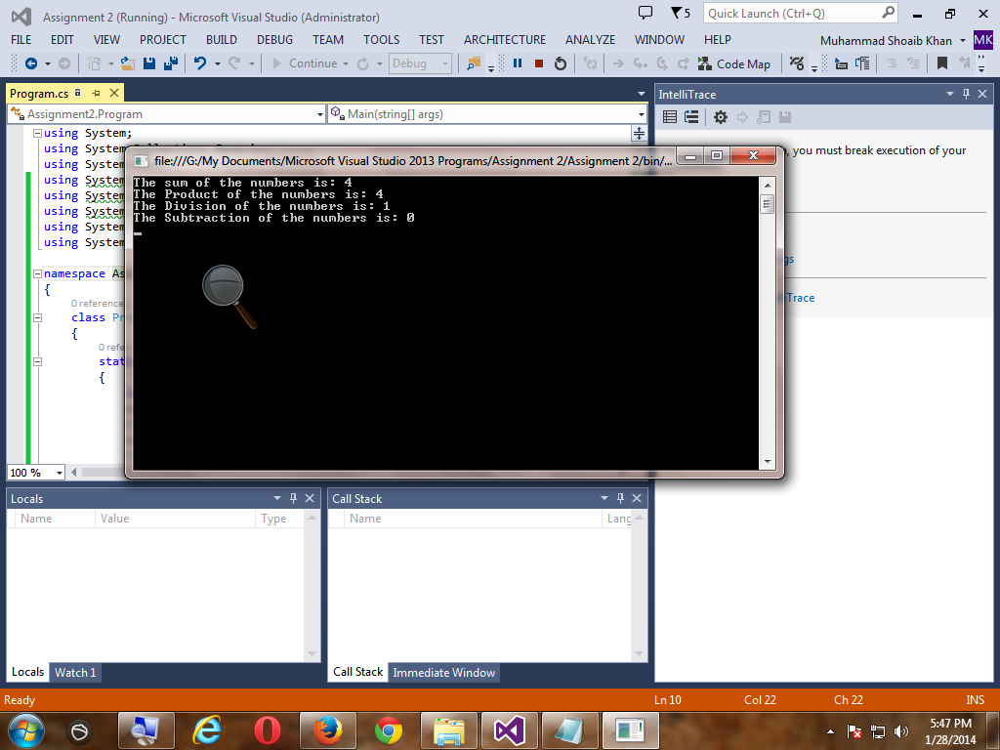 Assignment 2 (Running) - Microsoft Visual Studio (Administrator)
5
Quick Launch (Ctrl+Q)
FILE EDIT VIEW PROJECT BUILD DEBUG TEAM TOOLS TEST ARCHITECTURE ANALYZE WINDOW HELP
Muhammad Shoaib Khan
MK
Continue
Debug
Code Map
Program.cs
Assignment2.Program
Main(string[] args)
using System;
using System
using System
using System
using System
using System
using System
using System
namespace
0 reference
class
{
{
{
file:///G:/My Documents/Microsoft Visual Studio 2013 Programs/Assignment 2/Assignment 2/bin/...
The sum of the numbers is: 4
The Product of the numbers is: 4
The Division of the numbers is: 1
The Subtraction of the numbers is: 0
100 %
IntelliTrace
, you must break execution of your
Trace
Locals
Name Value Type
Locals
Watch 1
Call Stack
Name Lang
Call Stack
Immediate Window
Ready
Ln 10
Col 22
Ch 22
INS
5:47 PM
1/28/2014